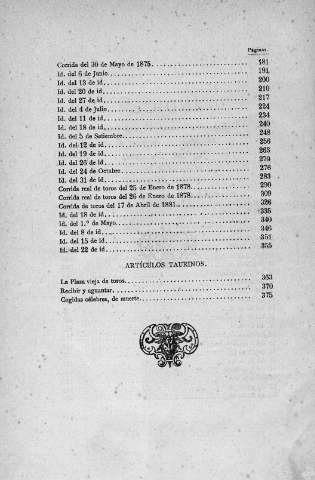 Páginas.
Corrida del 30 de Mayo de 1875. 181
Id. del 6 de Junio. 191
Id. del 13 de id. 200
Id. del 20 de id. 210
Id. del 27 de id. 217
Id. del 4 de Julio. 224
Id. del 11 de id. 234
Id. del 18 de id. 240
Id. del 5 de Setiembre. 248
Id. del 12 de id. 256
Id. del 19 de id. 263
Id. del 26 de id. 270
Id. del 24 de Octubre. 276
Id. del 31 de id. 283
Corrida real de toros del 25 de Enero de 1878. 290
Corrida real de toros del 26 de Enero de 1878. 309
Corrida de toros del 17 de Abril de 1881. 326
Id. del 18 de id. 335
Id. del 1.º de Mayo. 340
Id. del 8 de id. 346
Id. del 15 de id. 351
Id. del 22 de id. 355
ARTÍCULOS TAURINOS.
La Plaza vieja de toros. 363
Recibir y aguantar. 370
Cogidas célebres, de muerte. 375